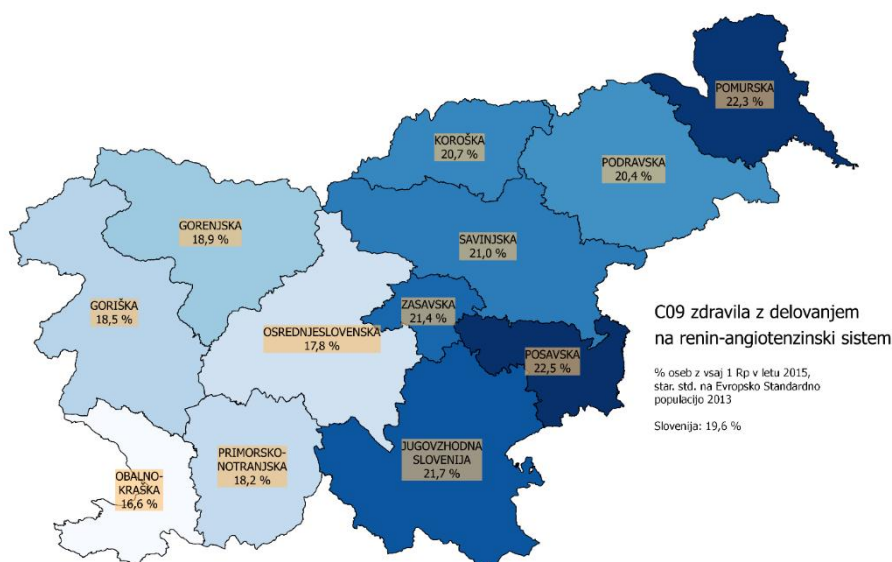 POMURSKA
22,3 %
KOROŠKA
20,7 %
PODRAVSKA
20,4 %
GORENJSKA
18,9 %
SAVINJSKA
21,0 %
GORIŠKA
18,5 %
ZASAVSKA
21,4 %
OSREDNJESLOVENSKA
17,8 %
POSAVSKA
22,5 %
JUGOVZHODNA
SLOVENIJA
21,7 %
PRIMORSKO-
NOTRANJSKA
18,2 %
OBALNO-
KRAŠKA
16,6 %
C09 zdravila z delovanjem
na renin-angiotenzinski sistem
% oseb z vsaj 1 Rp v letu 2015,
star. std. na Evropsko Standardno
populacijo 2013
Slovenija: 19,6 %